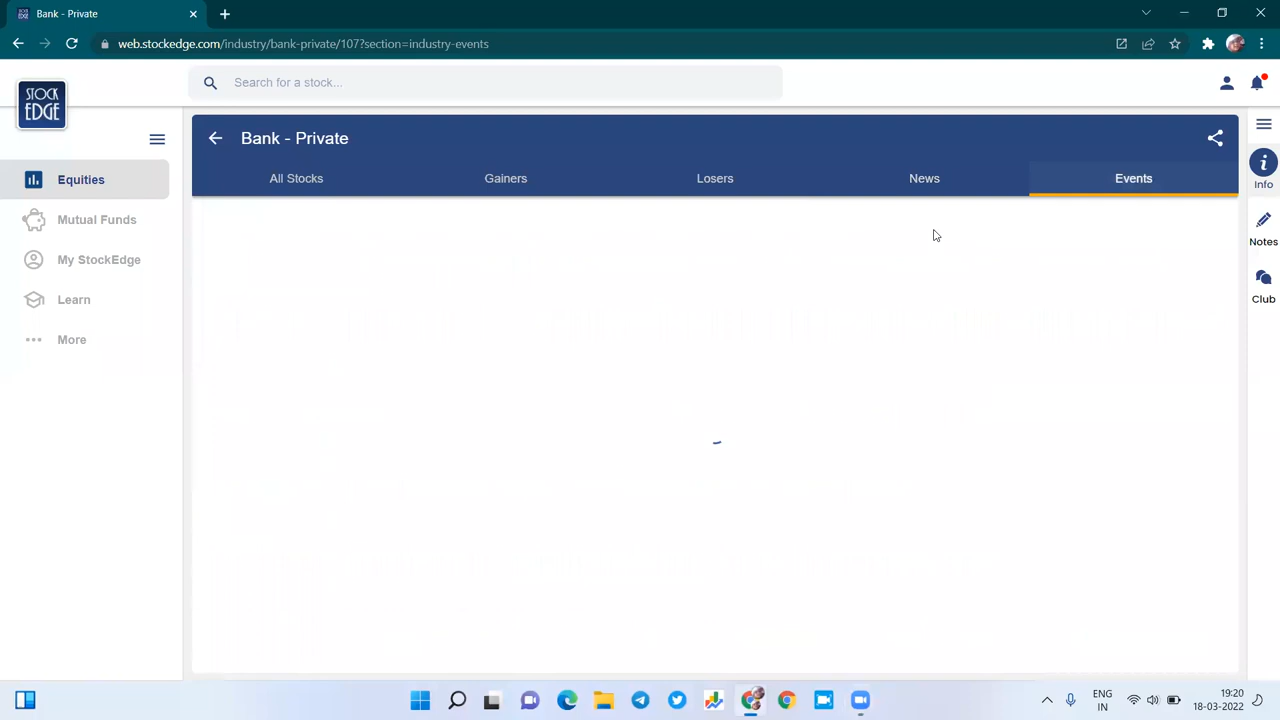 Bank - Private
web.stockedge.com/industry/bank-private/107?section=industry-events
STOCK
EDGE
Search for a stock...
Bank - Private
All Stocks
Gainers
Losers
News
Events
Equities
Mutual Funds
My StockEdge
Learn
More
Info
Notes
Club
ENG
IN
19:20
18-03-2022